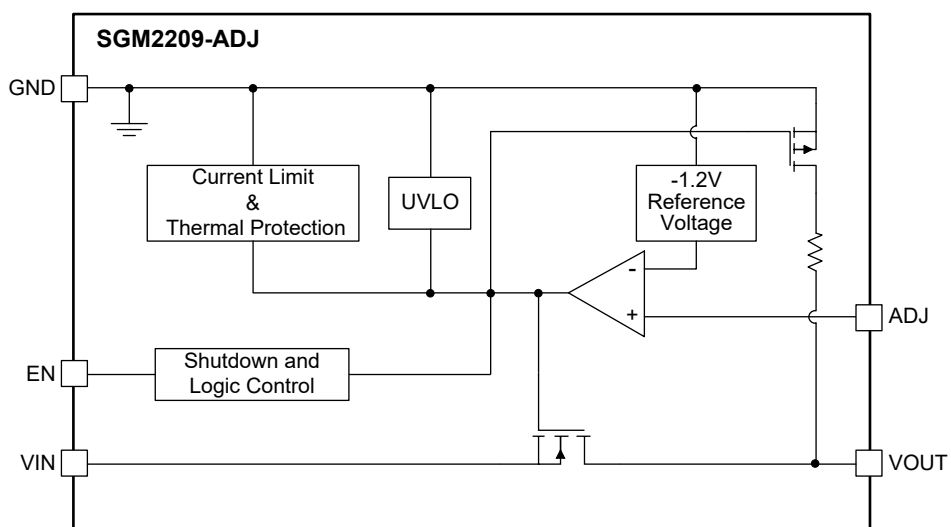 SGM2209-ADJ
GND
Current Limit
&
Thermal Protection
UVLO
-1.2V
Reference
Voltage
-
+
ADJ
EN
Shutdown and
Logic Control
VIN
VOUT